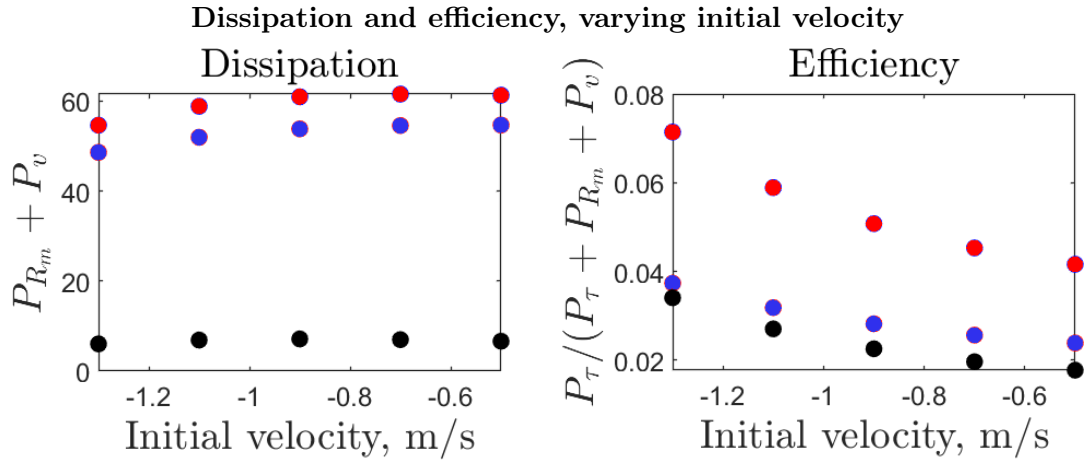 Dissipation and efficiency, varying initial velocity
Dissipation
P_{R_m} + P_v
60
40
20
0
-1.2
-1
-0.8
-0.6
Initial velocity, m/s
Efficiency
P_τ/(P_τ + P_{R_m} + P_v)
0.08
0.06
0.04
0.02
-1.2
-1
-0.8
-0.6
Initial velocity, m/s